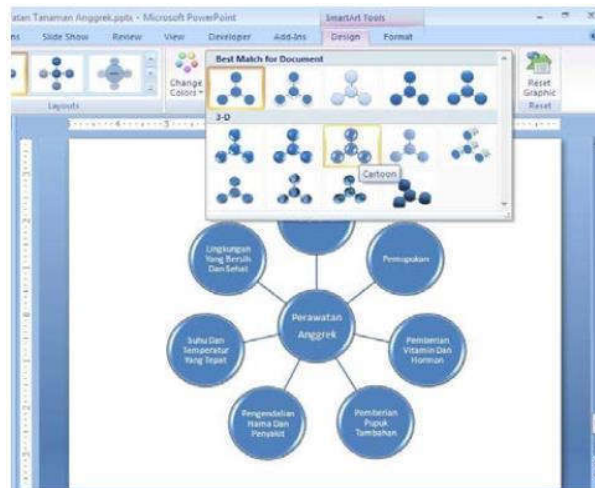 atan Tanaman Anggrek.pptx - Microsoft PowerPoint
SmartArt Tools
ns Slide Show Review View Developer Add-Ins Design Format
Best Match for Document
Change
Colors
Reset
Graphic
Layouts
Reset
3-D
Cartoon
Lingkungan
Yang Bersih
Dan Sehat
Pemupukan
Perawatan
Anggrek
Suhu Dan
Temperatur
Yang Tepat
Pemberian
Vitamin Dan
Hormon
Pengendalian
Hama Dan
Penyakit
Pemberian
Pupuk
Tambahan